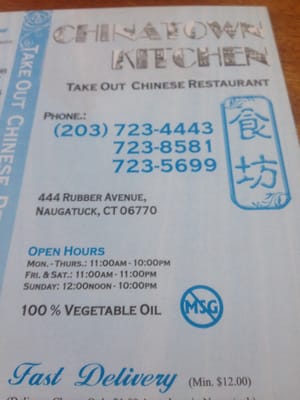 CHINATOWN
KITCHEN
TAKE OUT CHINESE RESTAURANT
PHONE.:
(203) 723-4443
723-8581
723-5699
食坊
444 RUBBER AVENUE,
NAUGATUCK, CT 06770
OPEN HOURS
MON. - THURS.: 11:00AM - 10:00PM
FRI. & SAT.: 11:00AM - 11:00PM
SUNDAY: 12:00NOON - 10:00PM
100 % VEGETABLE OIL
MSG
Fast Delivery (Min. $12.00)
TAKE OUT CHINESE